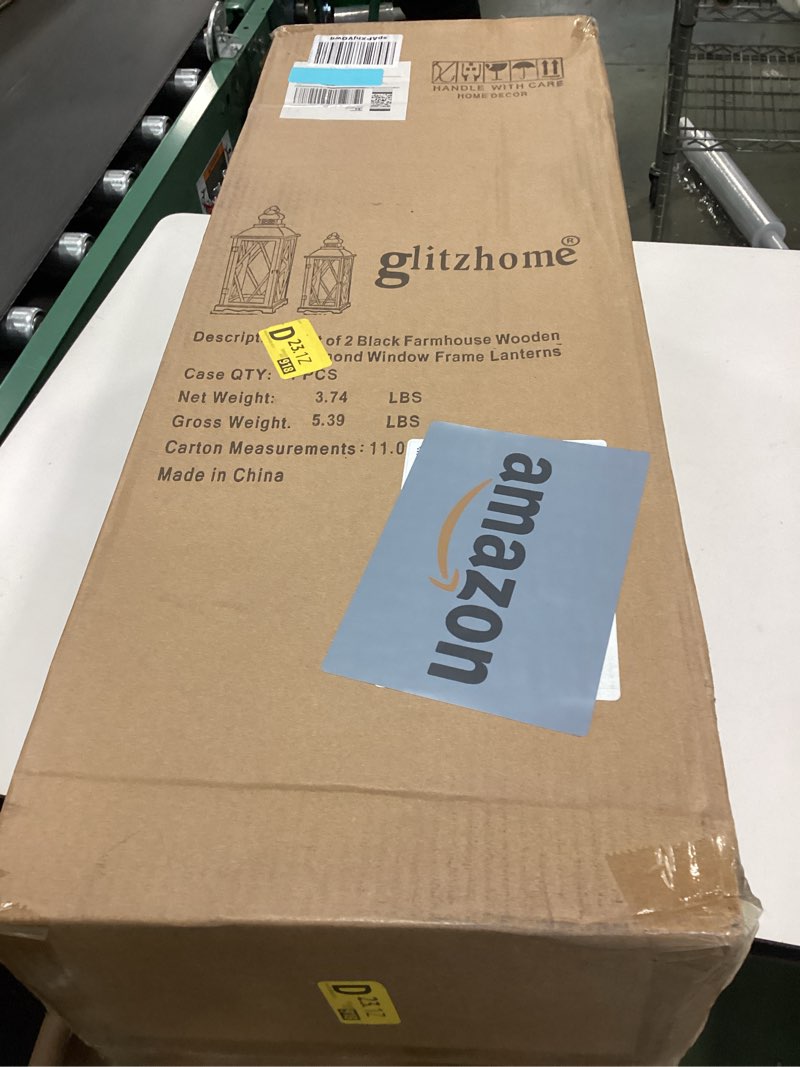 HANDLE WITH CARE
HOME DECOR
glitzhome®
Descript of 2 Black Farmhouse Wooden
ond Window Frame Lanterns
Case QTY: PCS
Net Weight: 3.74 LBS
Gross Weight. 5.39 LBS
Carton Measurements: 11.0
Made in China
D 23.1Z
amazon
D 23.1Z